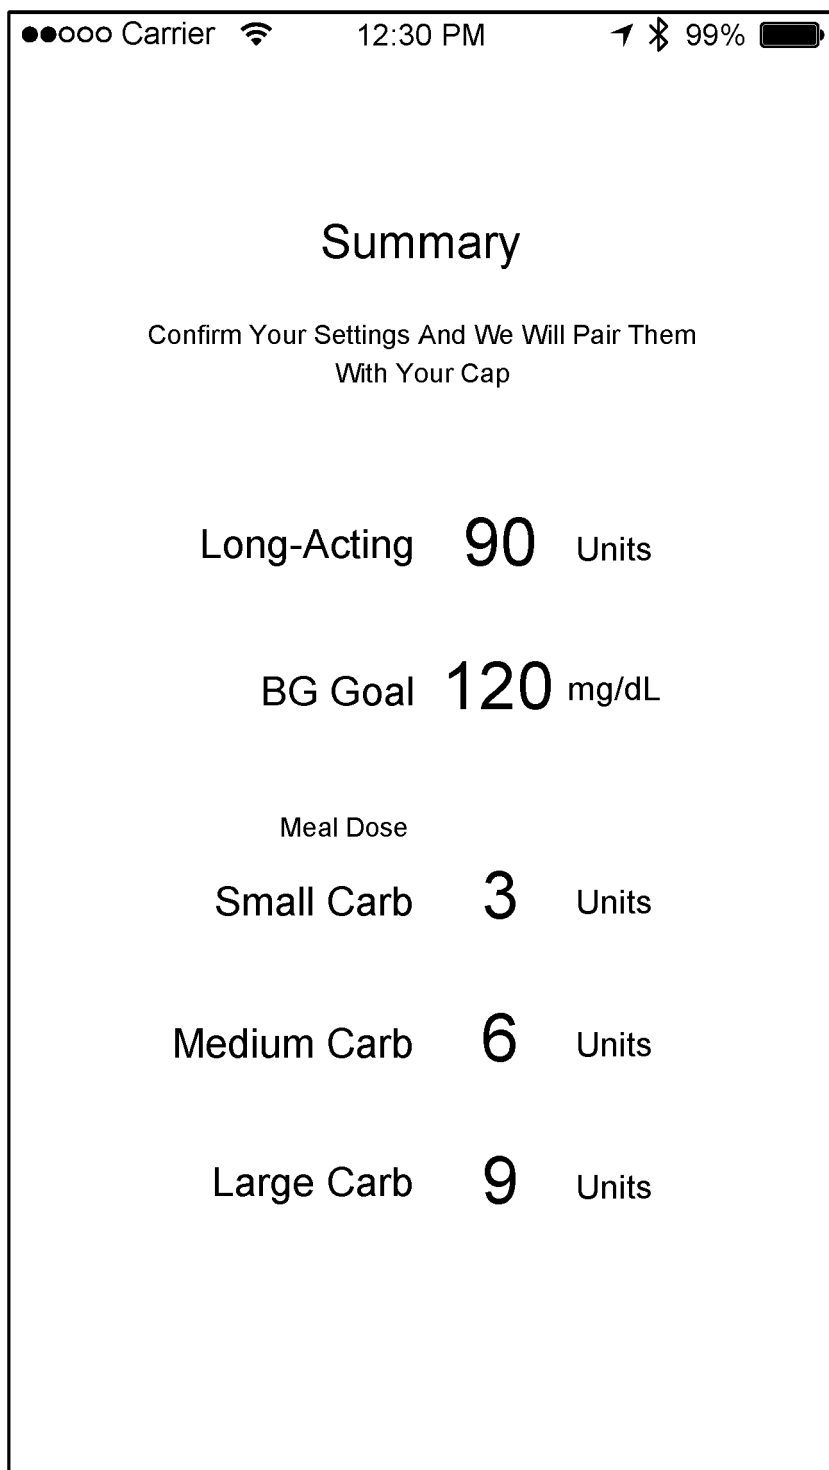 Carrier 12:30 PM 99%
Summary
Confirm Your Settings And We Will Pair Them
With Your Cap
Long-Acting 90 Units
BG Goal 120 mg/dL
Meal Dose
Small Carb 3 Units
Medium Carb 6 Units
Large Carb 9 Units